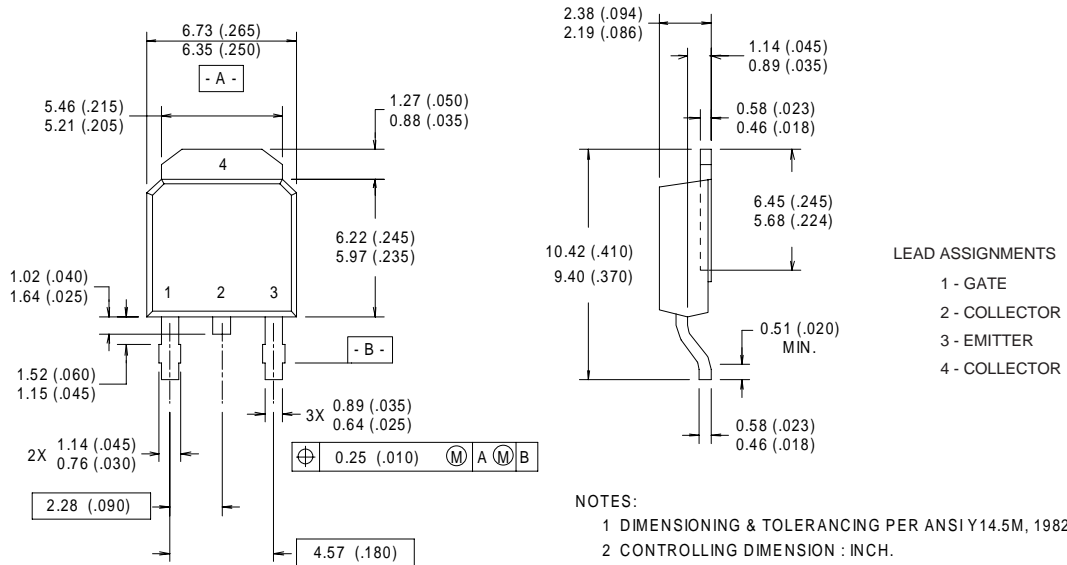 6.73 (.265)
6.35 (.250)
- A -
5.46 (.215)
5.21 (.205)
1.27 (.050)
0.88 (.035)
4
6.22 (.245)
5.97 (.235)
1.02 (.040)
1.64 (.025)
1 2 3
- B -
1.52 (.060)
1.15 (.045)
3X 0.89 (.035)
0.64 (.025)
2X 1.14 (.045)
0.76 (.030)
⌖ 0.25 (.010) Ⓜ A Ⓜ B
2.28 (.090)
4.57 (.180)
2.38 (.094)
2.19 (.086)
1.14 (.045)
0.89 (.035)
0.58 (.023)
0.46 (.018)
6.45 (.245)
5.68 (.224)
10.42 (.410)
9.40 (.370)
0.51 (.020)
MIN.
0.58 (.023)
0.46 (.018)
LEAD ASSIGNMENTS
1 - GATE
2 - COLLECTOR
3 - EMITTER
4 - COLLECTOR
NOTES:
1 DIMENSIONING & TOLERANCING PER ANSI Y14.5M, 1982
2 CONTROLLING DIMENSION : INCH.